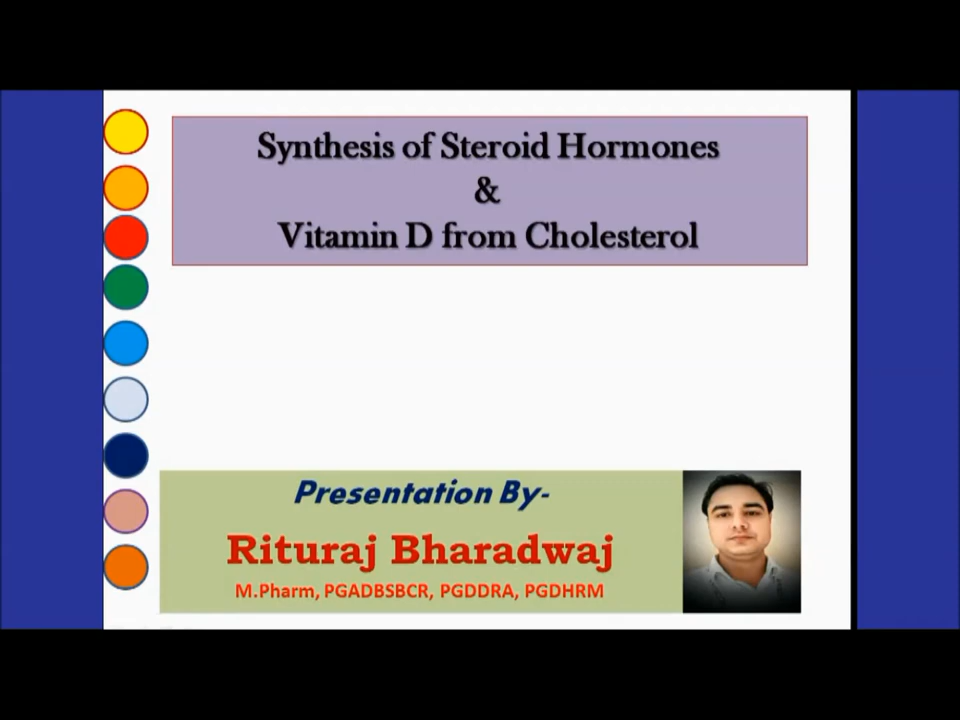 Synthesis of Steroid Hormones
&
Vitamin D from Cholesterol
Presentation By-
Rituraj Bharadwaj
M.Pharm, PGADBSBCR, PGDDRA, PGDHRM